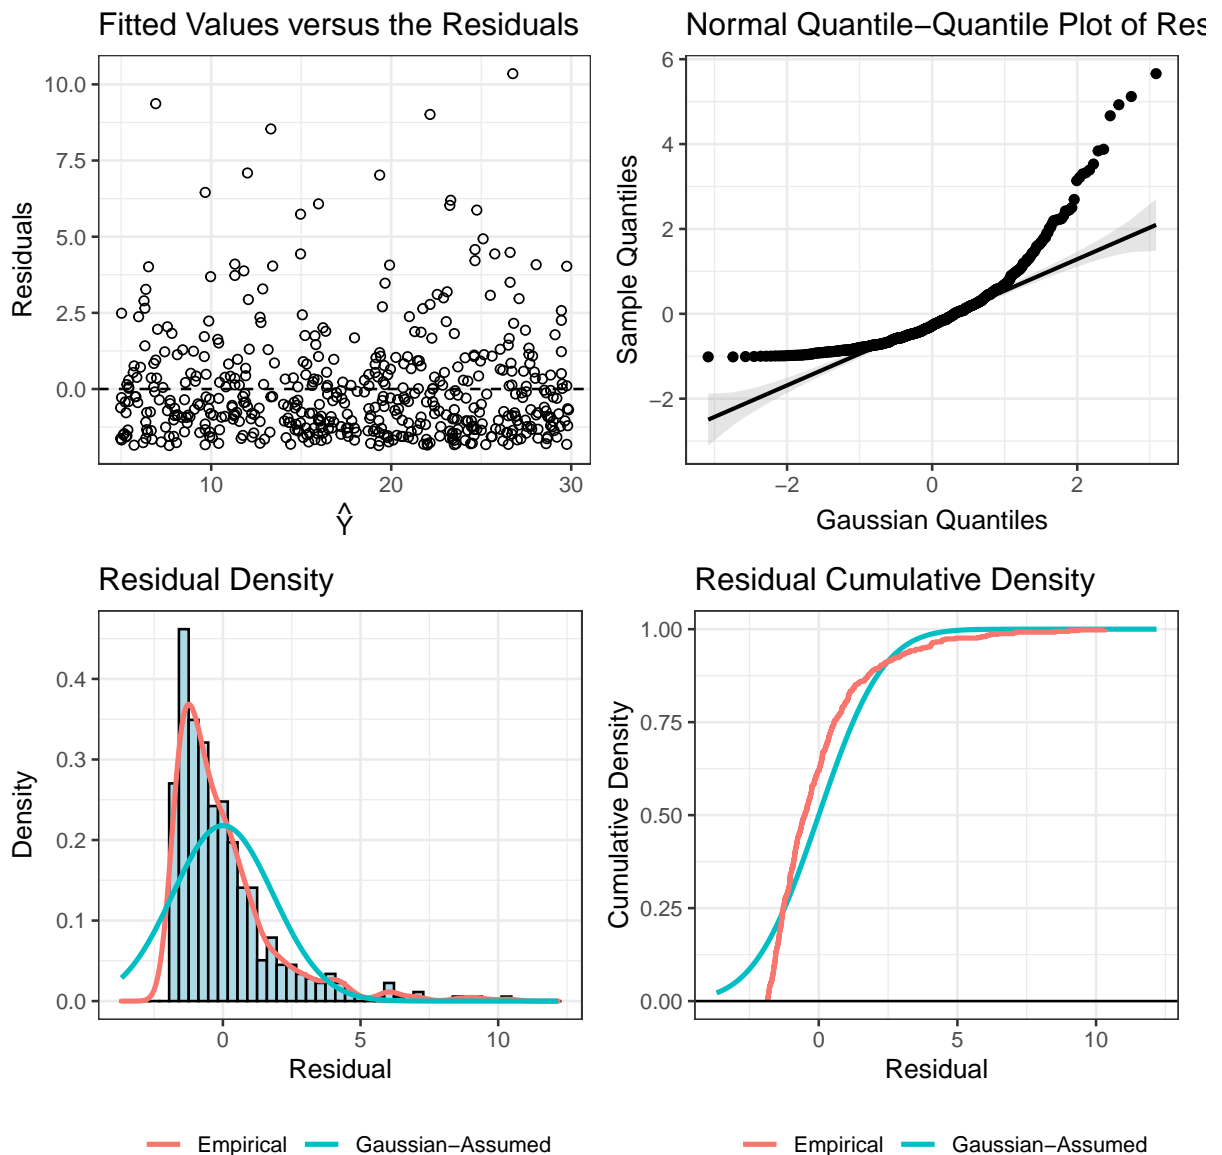 Fitted Values versus the Residuals
10.0
7.5
5.0
2.5
0.0
Residuals
10
20
30
Ŷ
Normal Quantile−Quantile Plot of Res
6
4
2
0
−2
Sample Quantiles
−2
0
2
Gaussian Quantiles
Residual Density
0.4
0.3
0.2
0.1
0.0
Density
0
5
10
Residual
Empirical
Gaussian−Assumed
Residual Cumulative Density
1.00
0.75
0.50
0.25
0.00
Cumulative Density
0
5
10
Residual
Empirical
Gaussian−Assumed